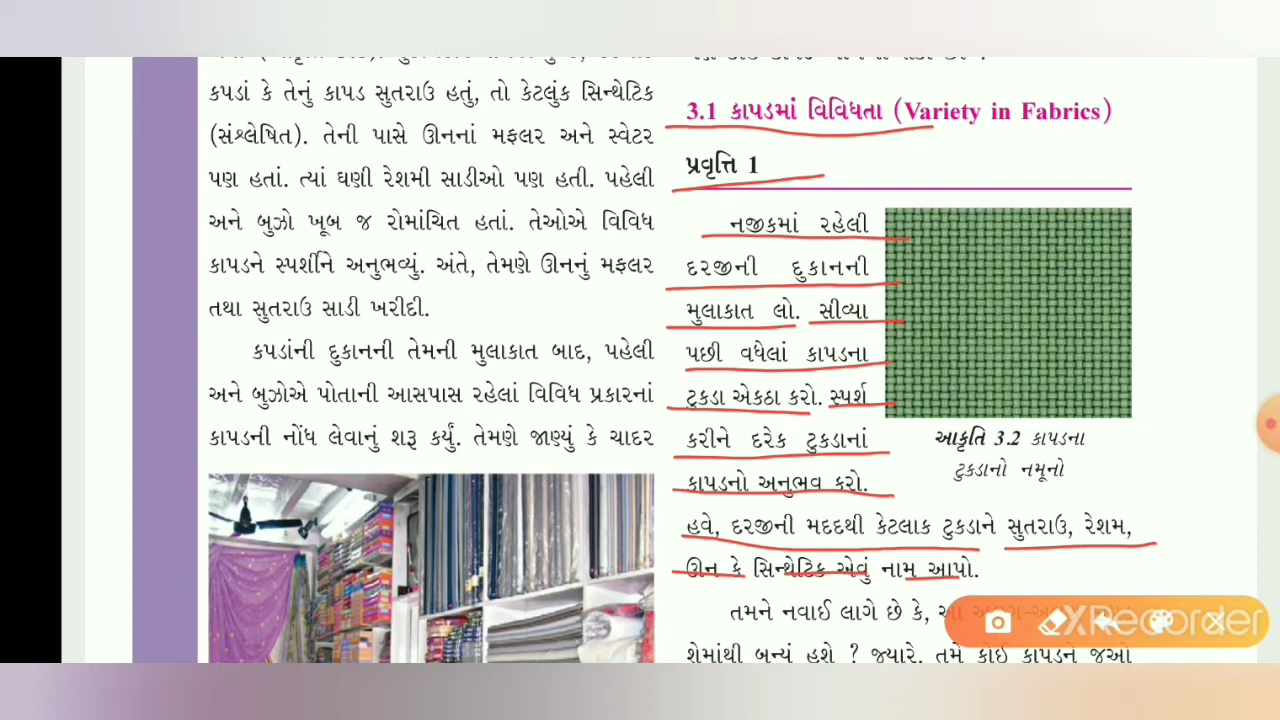 કપડાં કે તેનું કાપડ સુતરાઉ હતું, તો કેટલુંક સિન્થેટિક
(સંશ્લેષિત). તેની પાસે ઊનનાં મફલર અને સ્વેટર
પણ હતાં. ત્યાં ઘણી રેશમી સાડીઓ પણ હતી. પહેલી
અને બુઝો ખૂબ જ રોમાંચિત હતાં. તેઓએ વિવિધ
કાપડને સ્પર્શીને અનુભવ્યું. અંતે, તેમણે ઊનનું મફલર
તથા સુતરાઉ સાડી ખરીદી.
કપડાંની દુકાનની તેમની મુલાકાત બાદ, પહેલી
અને બુઝોએ પોતાની આસપાસ રહેલાં વિવિધ પ્રકારનાં
કાપડની નોંધ લેવાનું શરૂ કર્યું. તેમણે જાણ્યું કે ચાદર
3.1 કાપડમાં વિવિધતા (Variety in Fabrics)
પ્રવૃત્તિ 1
નજીકમાં રહેલી
દરજીની દુકાનની
મુલાકાત લો. સીવ્યા
પછી વધેલાં કાપડના
ટુકડા એકઠા કરો. સ્પર્શ
કરીને દરેક ટુકડાનાં
કાપડનો અનુભવ કરો.
આકૃતિ 3.2 કાપડના
ટુકડાનો નમૂનો
હવે, દરજીની મદદથી કેટલાક ટુકડાને સુતરાઉ, રેશમ,
ઊન કે સિન્થેટિક એવું નામ આપો.
તમને નવાઈ લાગે છે કે,
શેમાંથી બન્યું હશે ? જ્યારે, તમે કોઈ કાપડને જુઓ
XRecorder